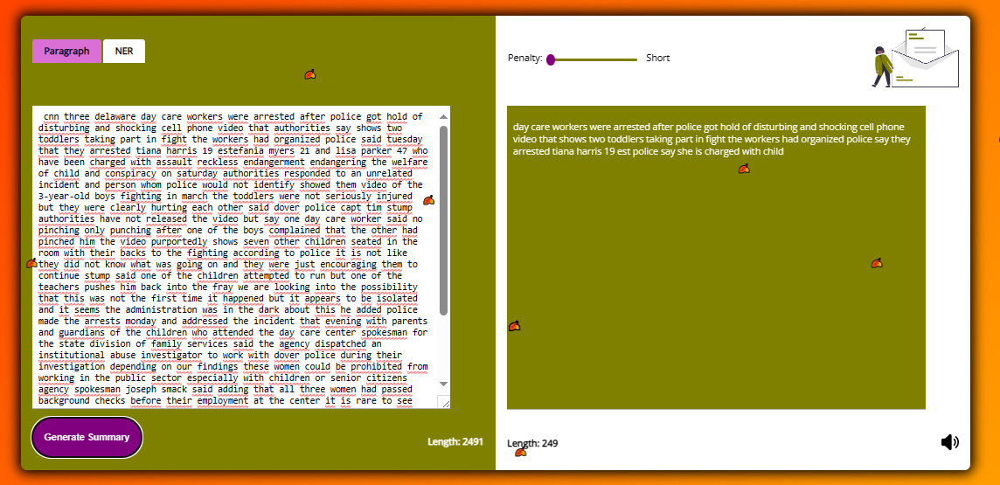 Paragraph
NER
cnn three delaware day care workers were arrested after police got hold of
disturbing and shocking cell phone video that authorities say shows two
toddlers taking part in fight the workers had organized police said tuesday
that they arrested tiana harris 19 estefania myers 21 and lisa parker 47 who
have been charged with assault reckless endangerment endangering the welfare
of child and conspiracy on saturday authorities responded to an unrelated
incident and person whom police would not identify showed them video of the
3-year-old boys fighting in march the toddlers were not seriously injured
but they were clearly hurting each other said dover police capt tim stump
authorities have not released the video but say one day care worker said no
pinching only punching after one of the boys complained that the other had
pinched him the video purportedly shows seven other children seated in the
room with their backs to the fighting according to police it is not like
they did not know what was going on and they were just encouraging them to
continue stump said one of the children attempted to run but one of the
teachers pushes him back into the fray we are looking into the possibility
that this was not the first time it happened but it appears to be isolated
and it seems the administration was in the dark about this he added police
made the arrests monday and addressed the incident that evening with parents
and guardians of the children who attended the day care center spokesman for
the state division of family services said the agency dispatched an
institutional abuse investigator to work with dover police during their
investigation depending on our findings these women could be prohibited from
working in the public sector especially with children or senior citizens
agency spokesman joseph smack said adding that all three women had passed
background checks before their employment at the center it is rare to see
Generate Summary
Length: 2491
Penalty:
Short
day care workers were arrested after police got hold of disturbing and shocking cell phone
video that shows two toddlers taking part in fight the workers had organized police say they
arrested tiana harris 19 est police say she is charged with child
Length: 249